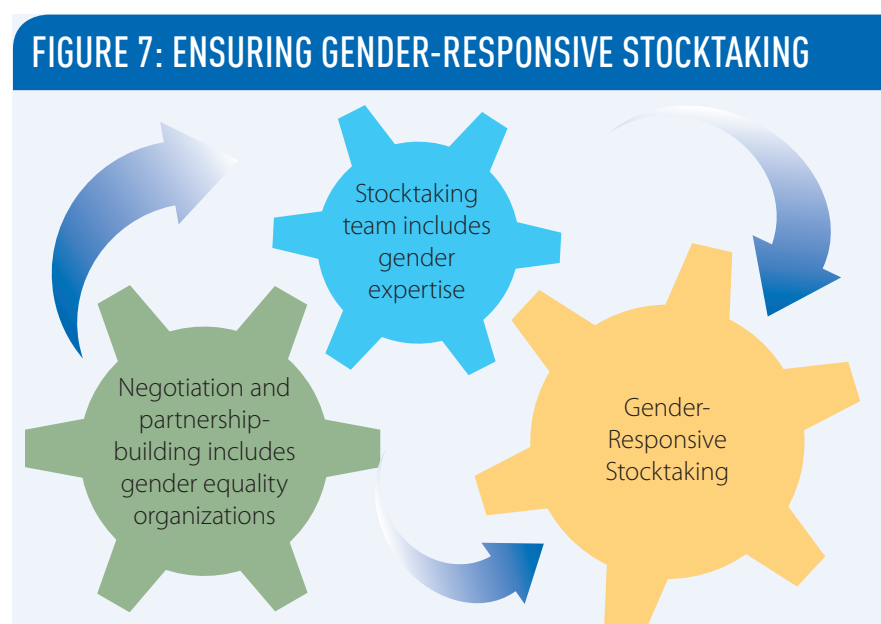 FIGURE 7: ENSURING GENDER-RESPONSIVE STOCKTAKING
Stocktaking
team includes
gender
expertise
Negotiation and
partnership-
building includes
gender equality
organizations
Gender-
Responsive
Stocktaking